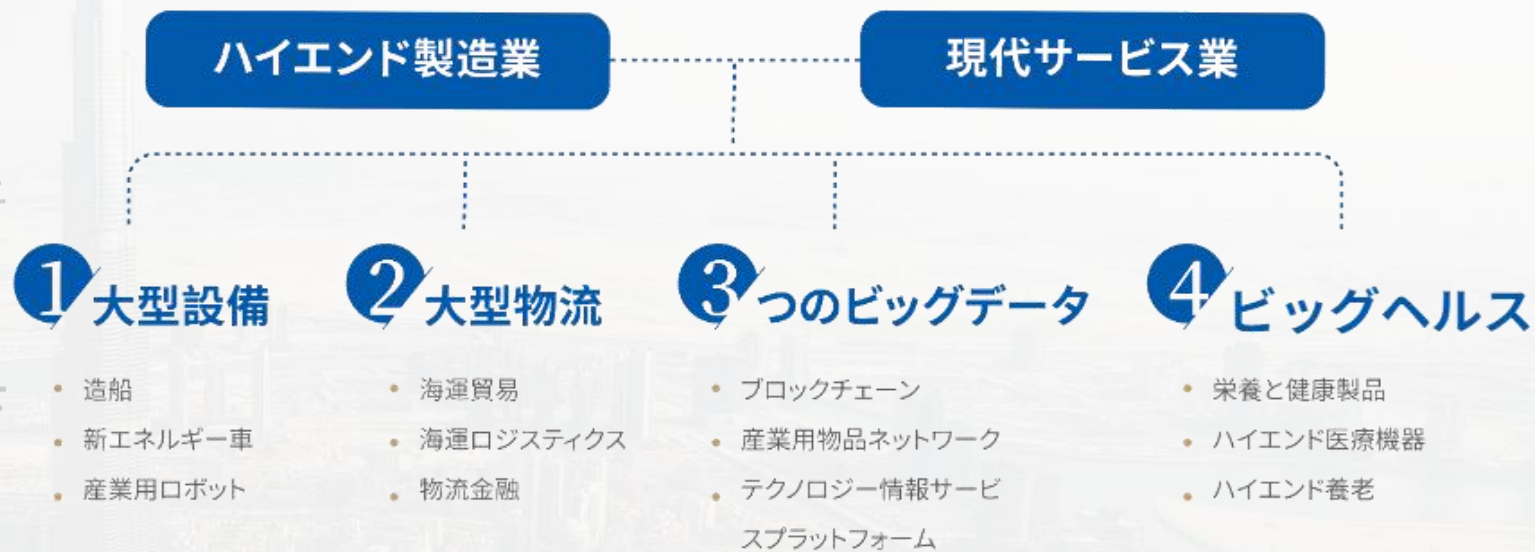 ハイエンド製造業
現代サービス業
1 大型設備
造船
新エネルギー車
産業用ロボット
2 大型物流
海運貿易
海運ロジスティクス
物流金融
3 つのビッグデータ
ブロックチェーン
産業用物品ネットワーク
テクノロジー情報サービ
スプラットフォーム
4 ビッグヘルス
栄養と健康製品
ハイエンド医療機器
ハイエンド養老